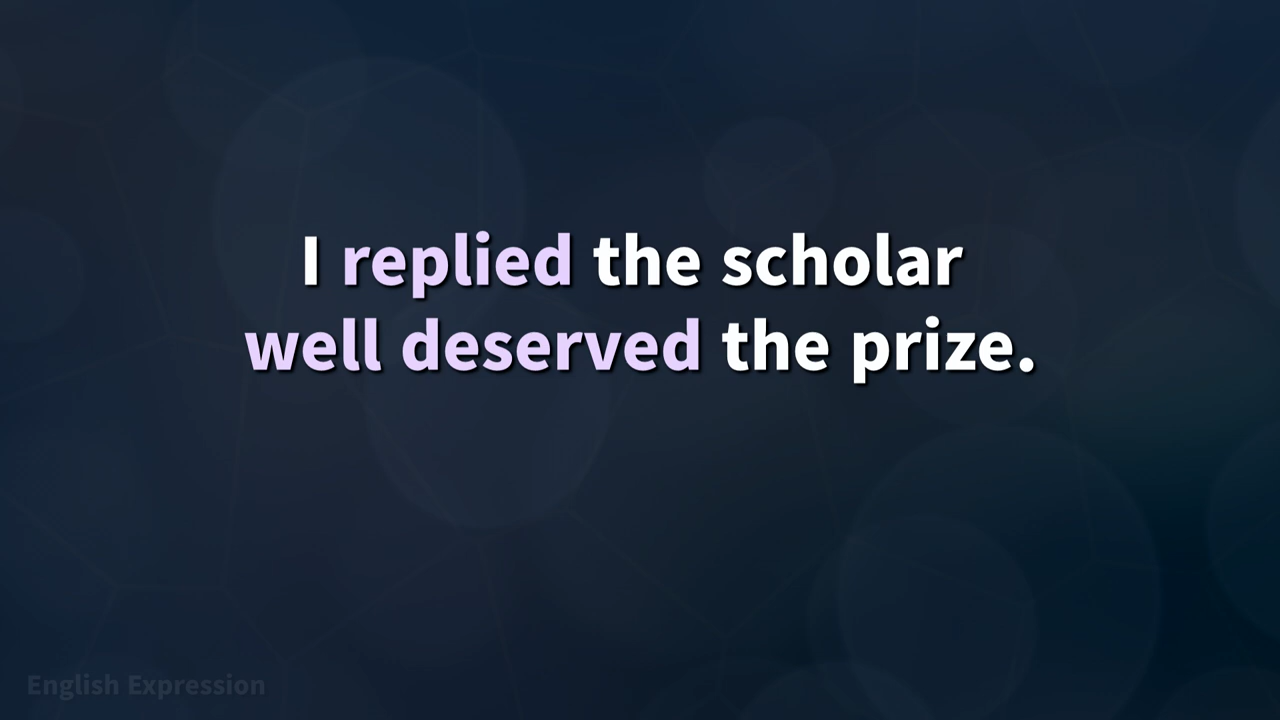 I replied the scholar
well deserved the prize.
English Expression